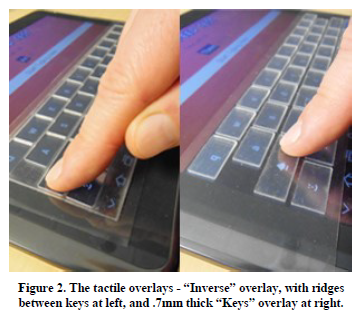 Figure 2. The tactile overlays - “Inverse” overlay, with ridges
between keys at left, and .7mm thick “Keys” overlay at right.